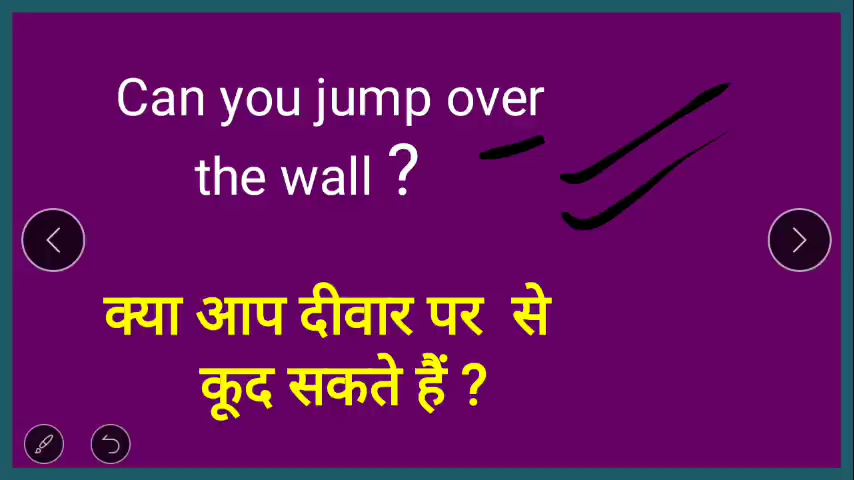 Can you jump over
the wall ?
क्या आप दीवार पर से
कूद सकते हैं ?